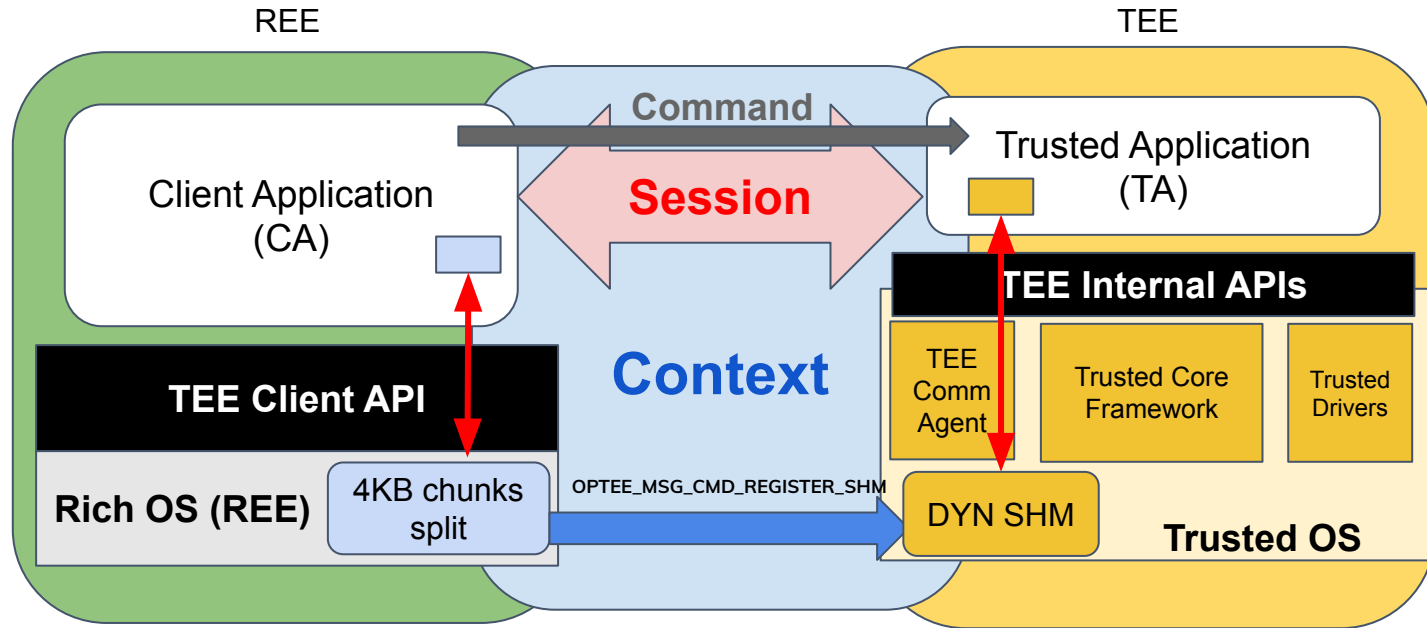 REE
TEE
Command
Client Application
(CA)
Session
Trusted Application
(TA)
TEE Internal APIs
TEE Client API
Context
TEE
Comm
Agent
Trusted Core
Framework
Trusted
Drivers
Rich OS (REE)
4KB chunks
split
OPTEE_MSG_CMD_REGISTER_SHM
DYN SHM
Trusted OS